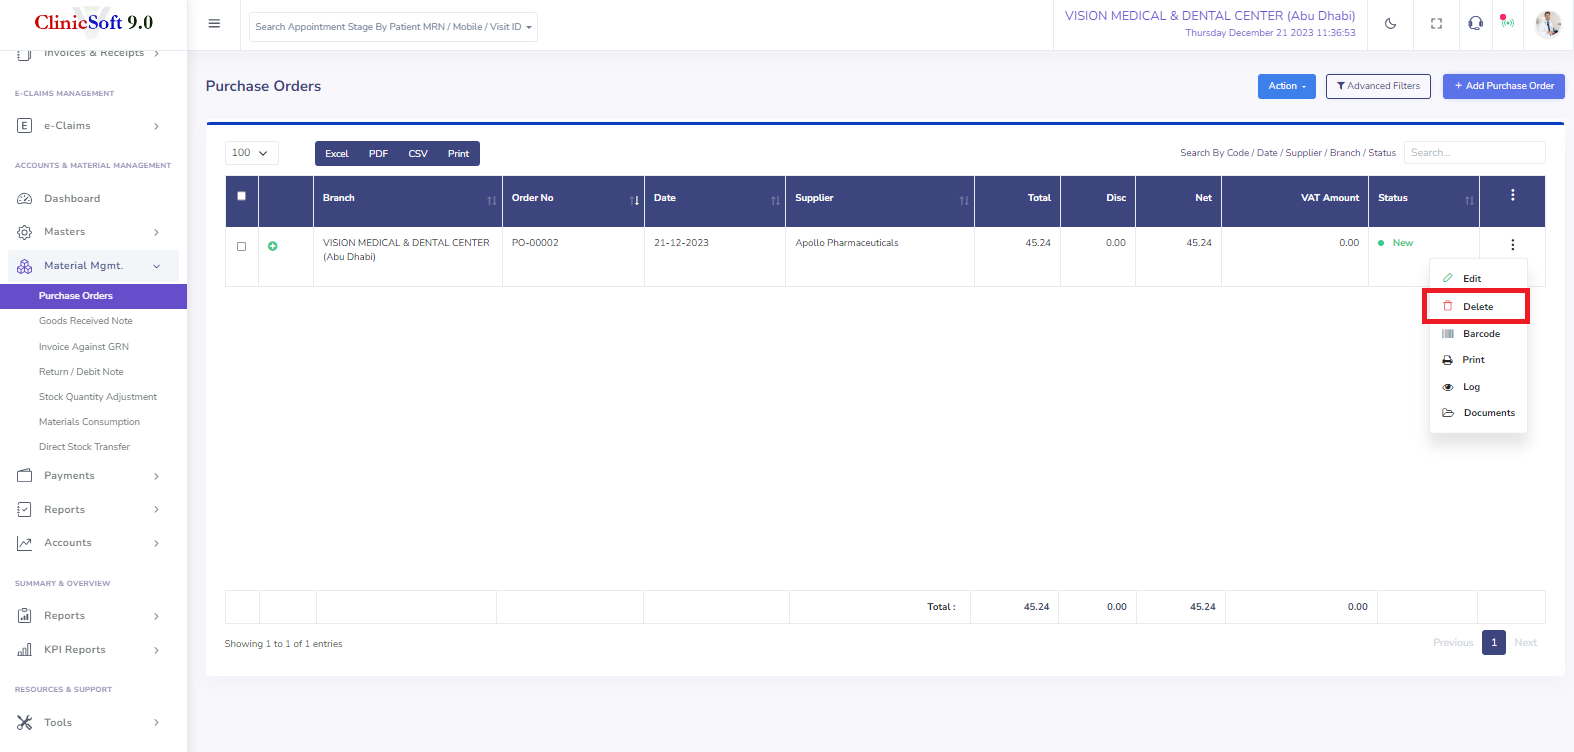 ClinicSoft 9.0
Search Appointment Stage By Patient MRN / Mobile / Visit ID
VISION MEDICAL & DENTAL CENTER (Abu Dhabi)
Thursday December 21 2023 11:36:53
Invoices & Receipts
E-CLAIMS MANAGEMENT
E e-Claims
ACCOUNTS & MATERIAL MANAGEMENT
Dashboard
Masters
Material Mgmt.
Purchase Orders
Goods Received Note
Invoice Against GRN
Return / Debit Note
Stock Quantity Adjustment
Materials Consumption
Direct Stock Transfer
Payments
Reports
Accounts
SUMMARY & OVERVIEW
Reports
KPI Reports
RESOURCES & SUPPORT
Tools
Purchase Orders
Action
Advanced Filters
+ Add Purchase Order
100
Excel PDF CSV Print
Search By Code / Date / Supplier / Branch / Status
Search...
Branch Order No Date Supplier Total Disc Net VAT Amount Status
VISION MEDICAL & DENTAL CENTER PO-00002 21-12-2023 Apollo Pharmaceuticals 45.24 0.00 45.24 0.00 New
(Abu Dhabi)
Edit
Delete
Barcode
Print
Log
Documents
Total : 45.24 0.00 45.24 0.00
Showing 1 to 1 of 1 entries
Previous 1 Next